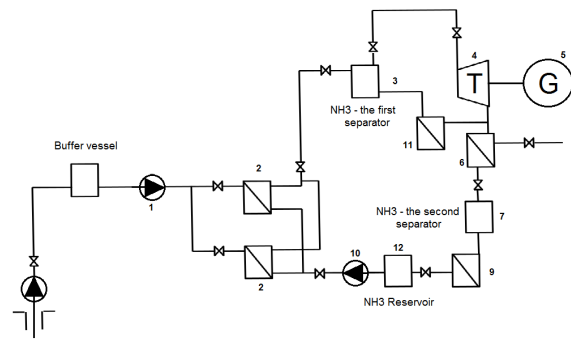 4
5
T
G
3
NH3 - the first
separator
11
6
Buffer vessel
2
1
NH3 - the second
separator
7
2
10
12
9
NH3 Reservoir